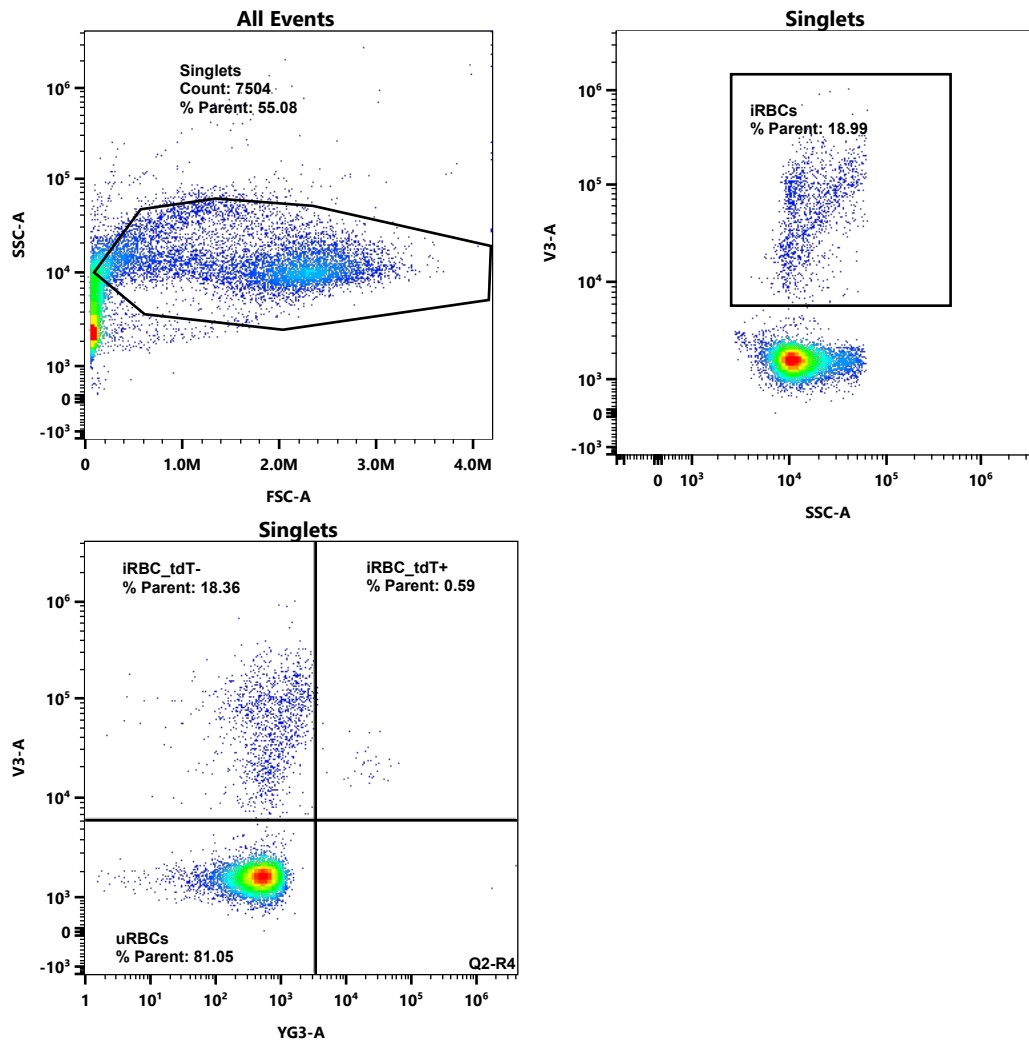 All Events
Singlets
Count: 7504
% Parent: 55.08
10⁶
10⁵
10⁴
10³
0
-10³
SSC-A
0
1.0M
2.0M
3.0M
4.0M
FSC-A
Singlets
iRBCs
% Parent: 18.99
10⁶
10⁵
10⁴
10³
0
-10³
V3-A
0
10³
10⁴
10⁵
10⁶
SSC-A
Singlets
iRBC_tdT-
% Parent: 18.36
iRBC_tdT+
% Parent: 0.59
10⁶
10⁵
10⁴
10³
0
-10³
V3-A
uRBCs
% Parent: 81.05
Q2-R4
1
10¹
10²
10³
10⁴
10⁵
10⁶
YG3-A